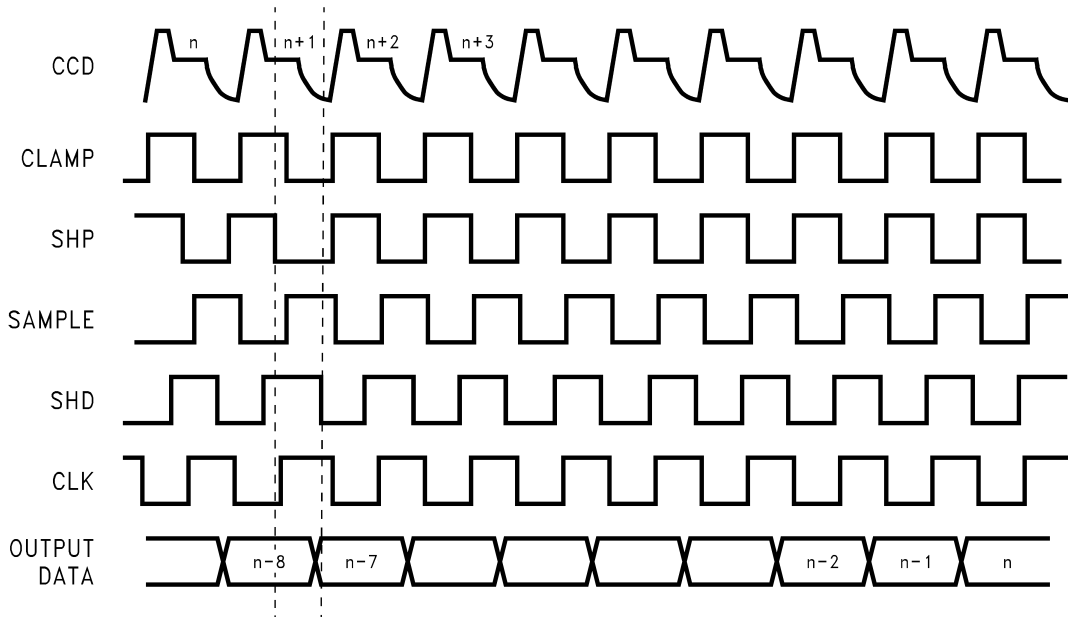 CCD n n+1 n+2 n+3
CLAMP
SHP
SAMPLE
SHD
CLK
OUTPUT
DATA
n-8 n-7 n-2 n-1 n